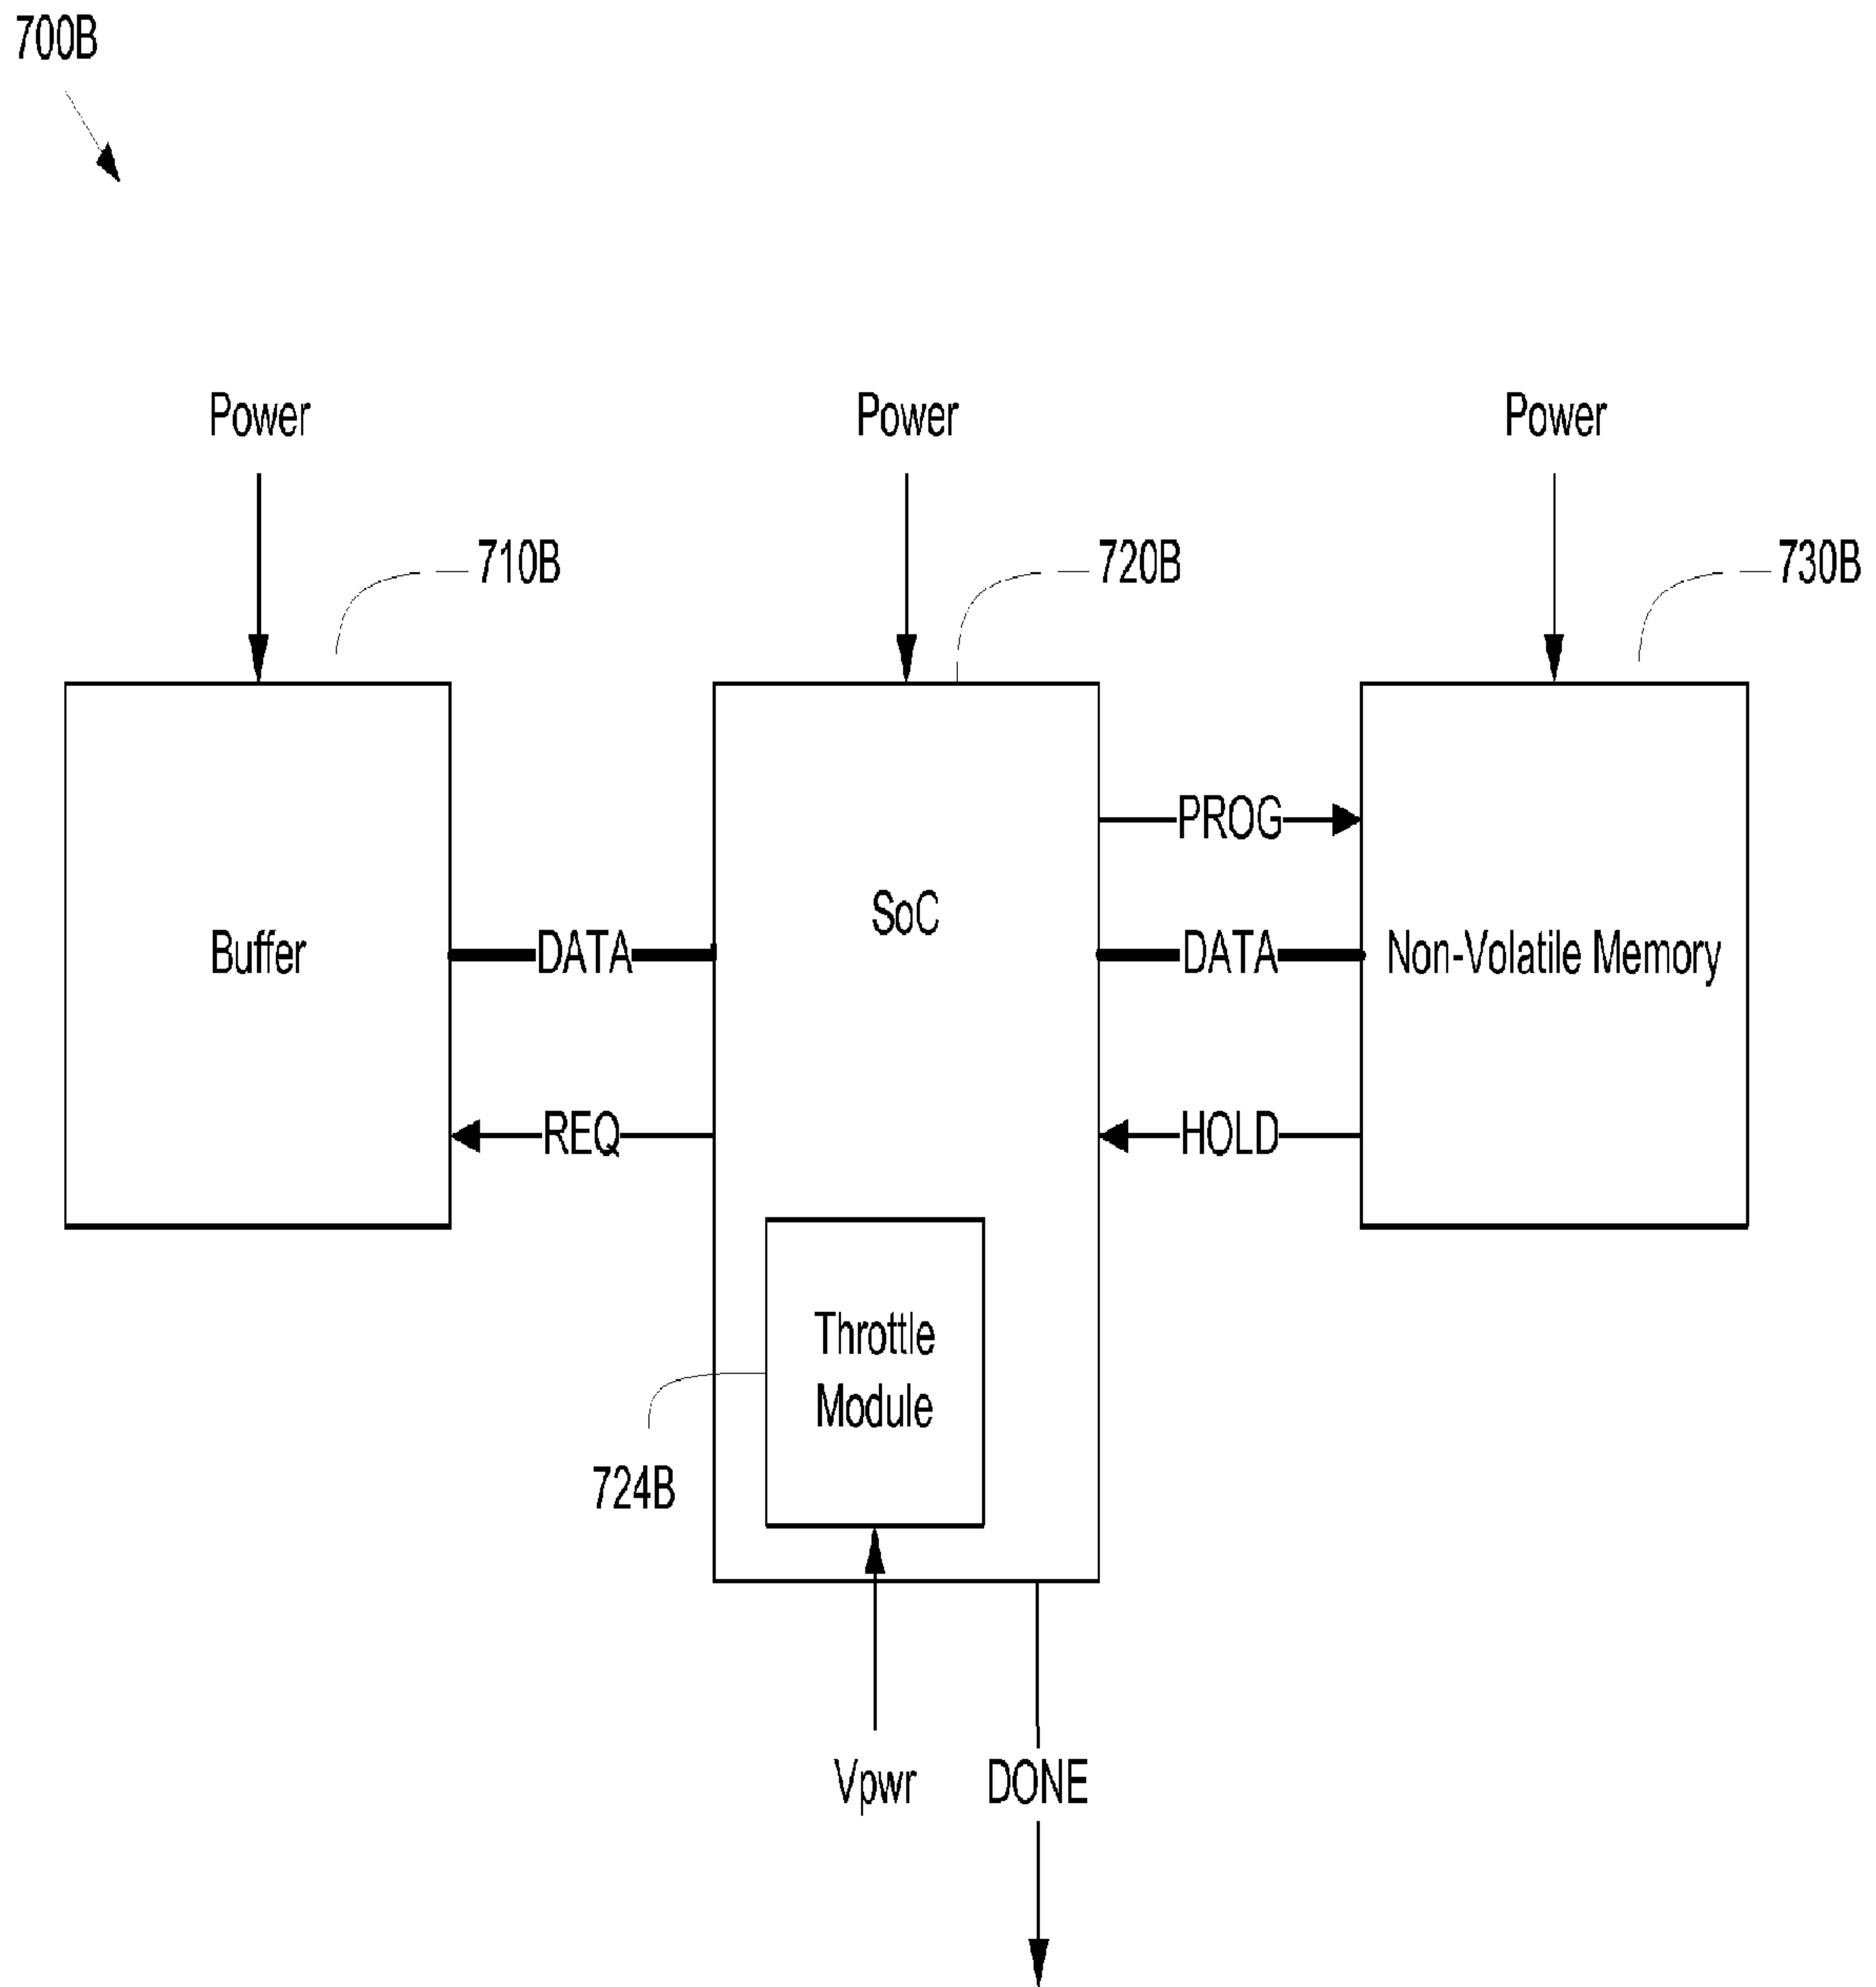 700B
Power
Power
Power
710B
720B
730B
PROG
SoC
Buffer
DATA
DATA
Non-Volatile Memory
REQ
HOLD
Throttle
Module
724B
Vpwr
DONE